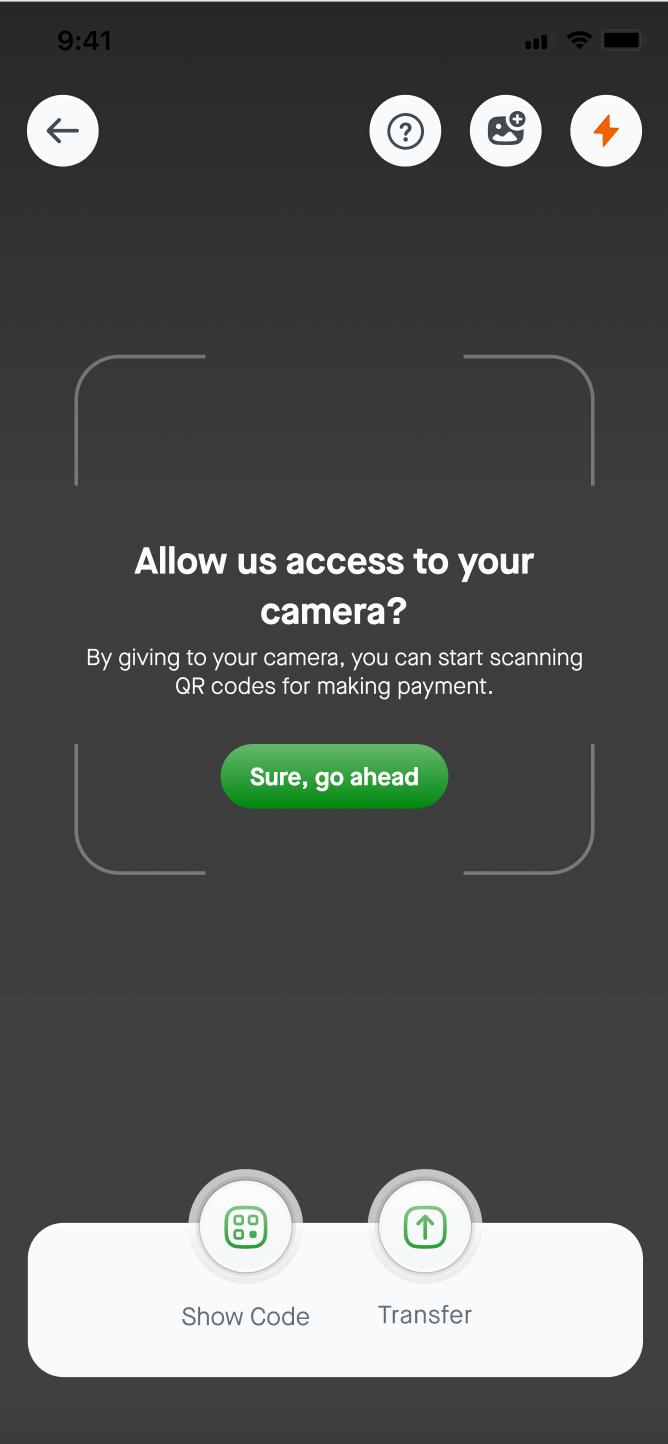 9:41
Allow us access to your
camera?
By giving to your camera, you can start scanning
QR codes for making payment.
Sure, go ahead
Show Code
Transfer